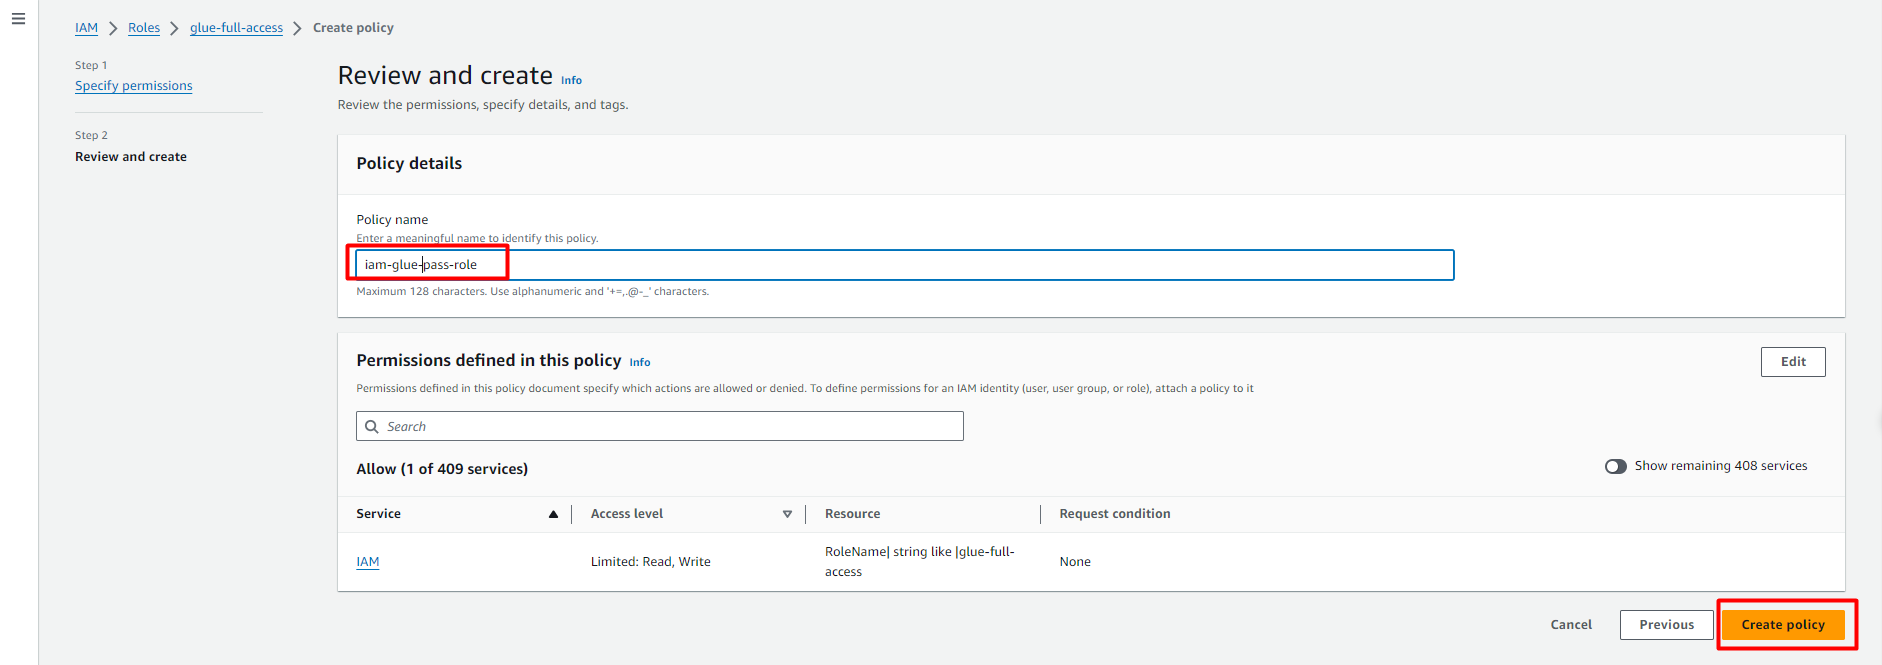 IAM > Roles > glue-full-access > Create policy
Step 1
Specify permissions
Step 2
Review and create
Review and create Info
Review the permissions, specify details, and tags.
Policy details
Policy name
Enter a meaningful name to identify this policy.
iam-glue-pass-role
Maximum 128 characters. Use alphanumeric and '+=,.@-_' characters.
Permissions defined in this policy Info
Edit
Permissions defined in this policy document specify which actions are allowed or denied. To define permissions for an IAM identity (user, user group, or role), attach a policy to it
Search
Allow (1 of 409 services)
Show remaining 408 services
Service Access level Resource Request condition
IAM Limited: Read, Write RoleName| string like |glue-full- None
access
Cancel Previous Create policy